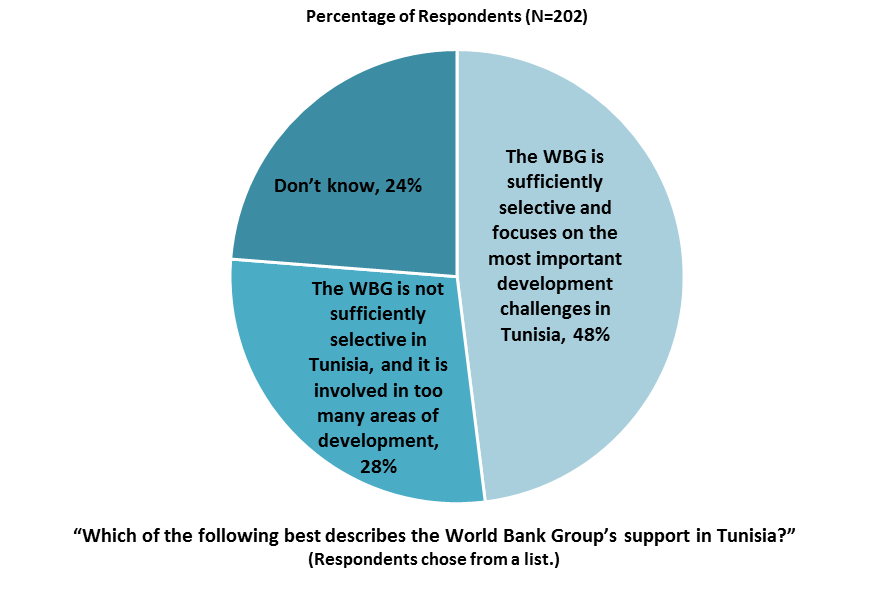 Percentage of Respondents (N=202)
The WBG is
sufficiently
selective and
focuses on the
most important
development
challenges in
Tunisia, 48%
Don’t know, 24%
The WBG is not
sufficiently
selective in
Tunisia, and it is
involved in too
many areas of
development,
28%
“Which of the following best describes the World Bank Group’s support in Tunisia?”
(Respondents chose from a list.)